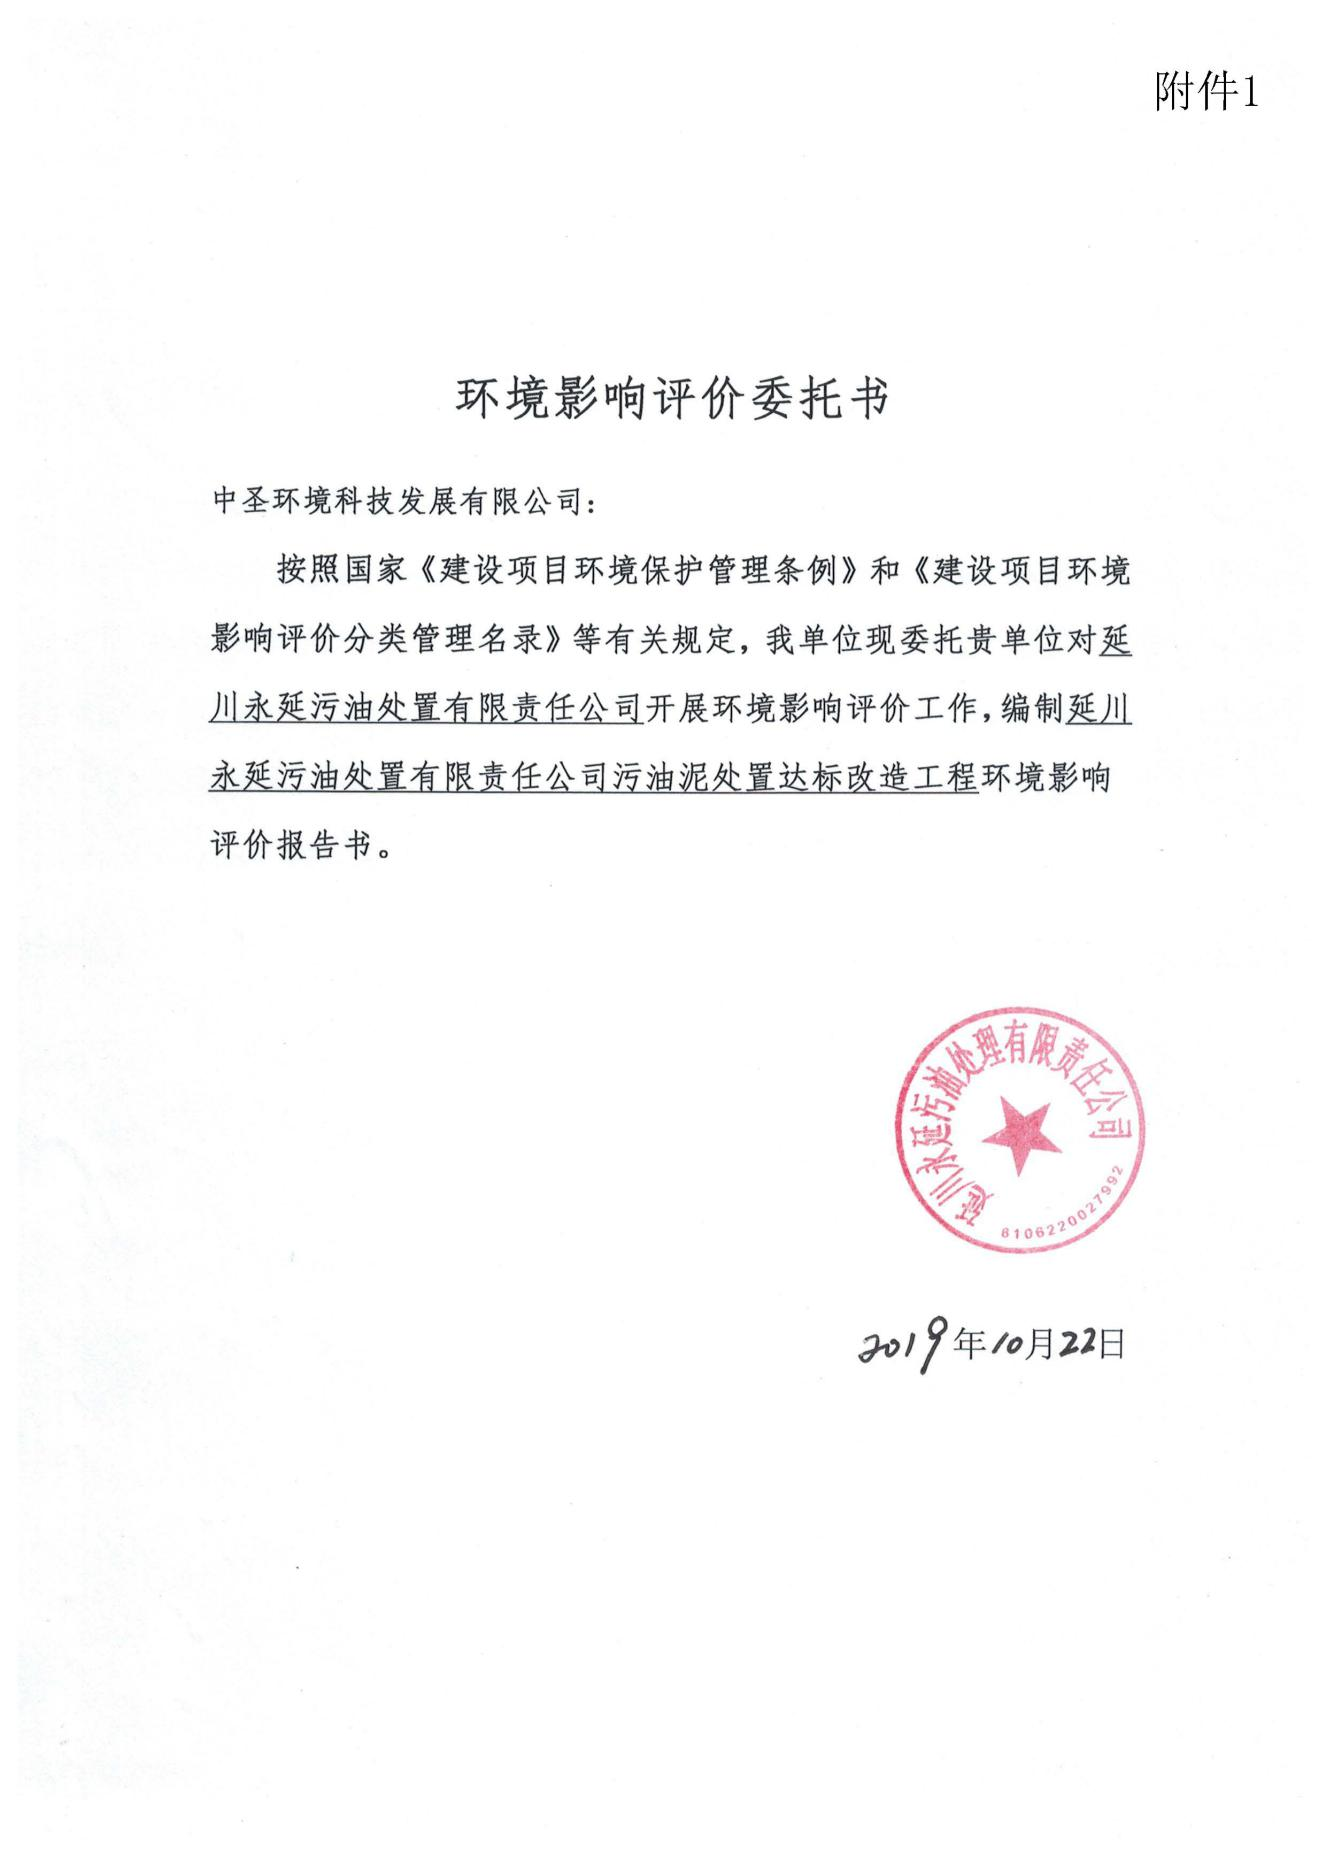 附件1
环境影响评价委托书
中圣环境科技发展有限公司：
按照国家《建设项目环境保护管理条例》和《建设项目环境
影响评价分类管理名录》等有关规定，我单位现委托贵单位对延
川永延污油处置有限责任公司开展环境影响评价工作，编制延川
永延污油处置有限责任公司污油泥处置达标改造工程环境影响
评价报告书。
延川永延污油处理有限责任公司
6106220027992
2019年10月22日